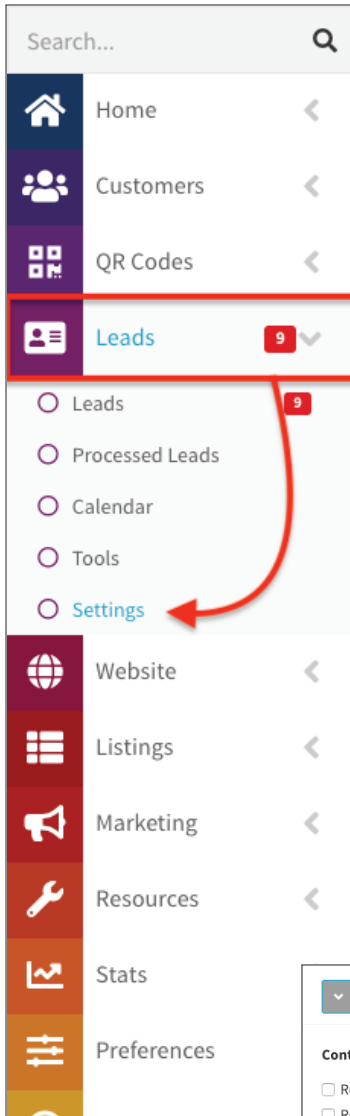 Search...
Home
Customers
QR Codes
Leads 9
Leads 9
Processed Leads
Calendar
Tools
Settings
Website
Listings
Marketing
Resources
Stats
Preferences